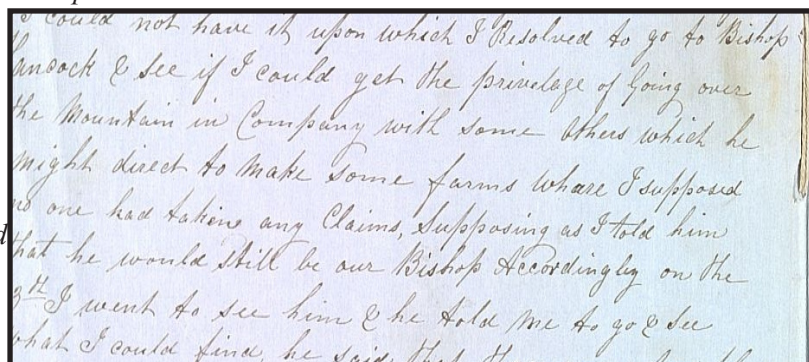 I could not have it upon which I Resolved to go to Bishop
ancock & See if I could get the privelage of Going over
the Mountain in Company with some others which he
might direct to Make some farms whare I supposed
no one had takeing any Claims, Supposing as I told him
that he would still be our Bishop Accordingley on the
3rd I went to see him & he told me to go & see
what I could find, he said that